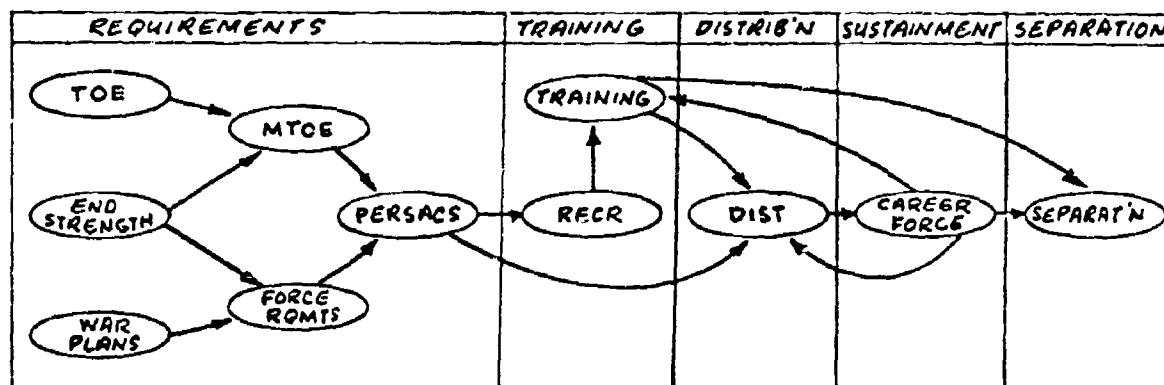 REQUIREMENTS TRAINING DISTRIB'N SUSTAINMENT SEPARATION
TOE
MTOE
END
STRENGTH
WAR
PLANS
FORCE
RQMTS
PERSACS
TRAINING
RECR
DIST
CAREER
FORCE
SEPARAT'N